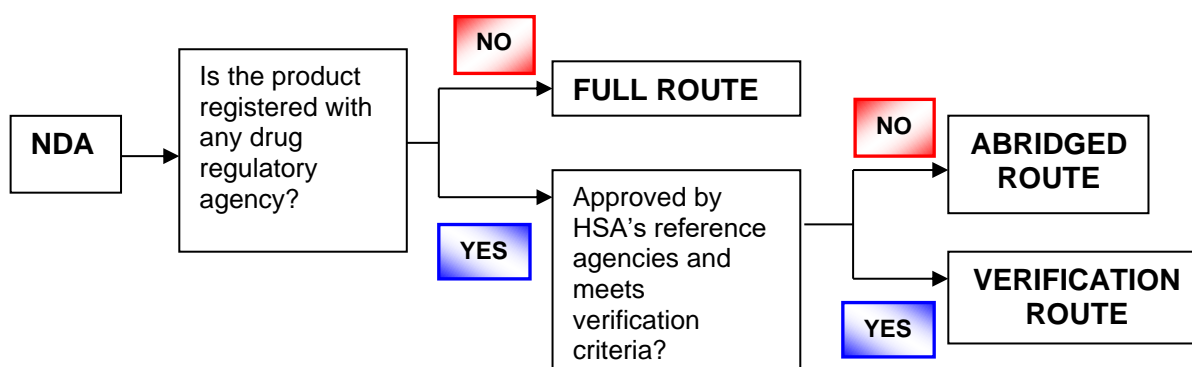 NDA
Is the product
registered with
any drug
regulatory
agency?
NO
FULL ROUTE
YES
Approved by
HSA's reference
agencies and
meets
verification
criteria?
NO
ABRIDGED
ROUTE
YES
VERIFICATION
ROUTE